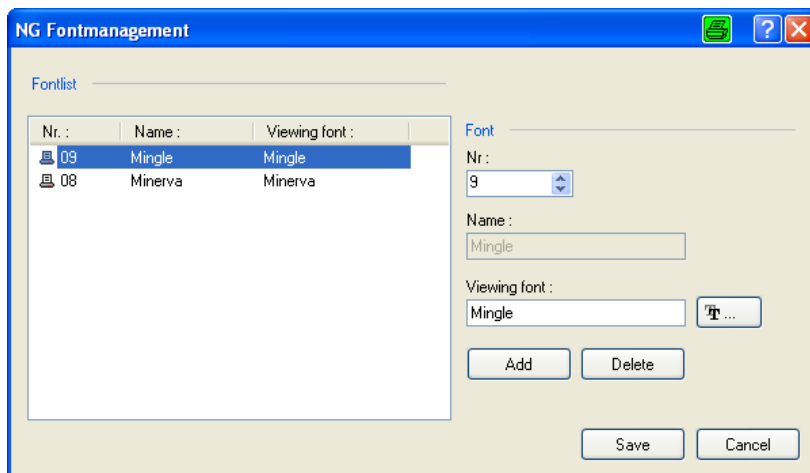 NG Fontmanagement
Fontlist
Nr. : Name : Viewing font :
09 Mingle Mingle
08 Minerva Minerva
Font
Nr :
9
Name :
Mingle
Viewing font :
Mingle
...
Add Delete
Save Cancel